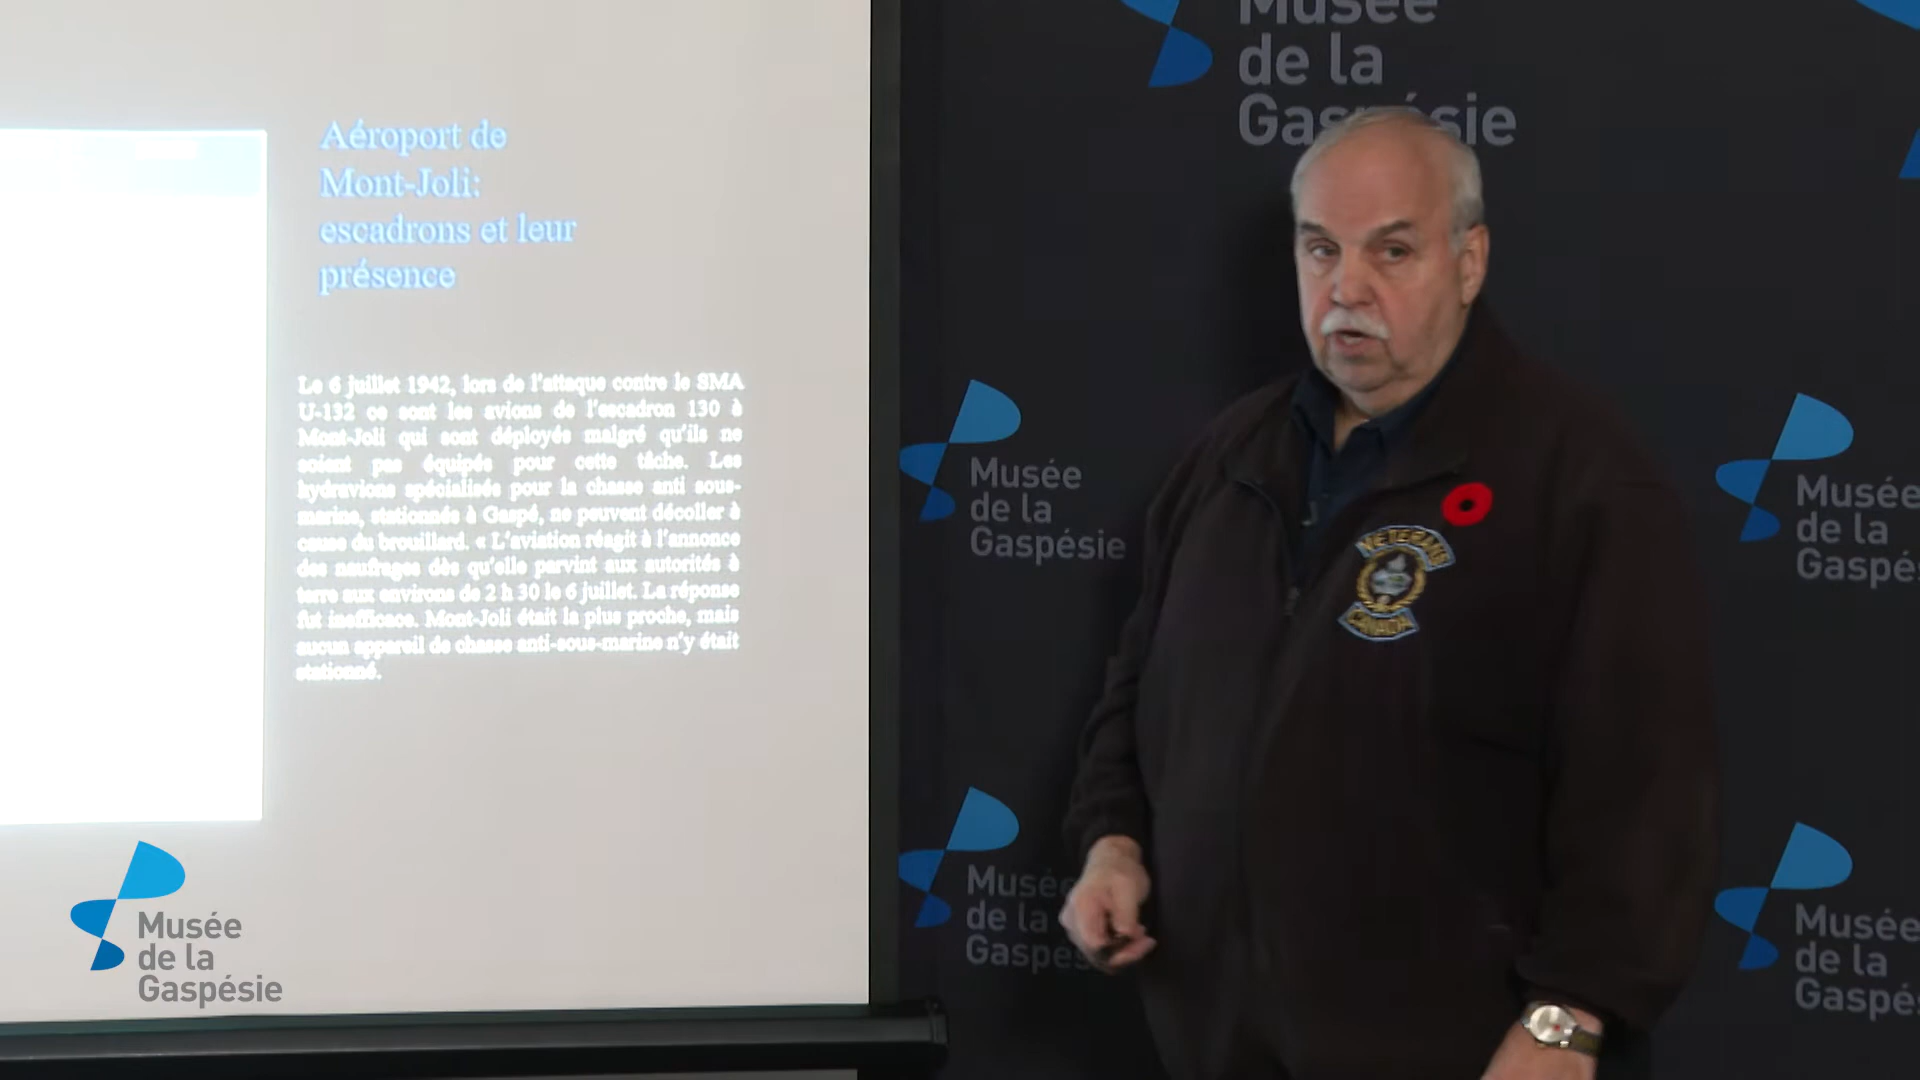 Aéroport de
Mont-Joli:
escadrons et leur
présence
Le 6 juillet 1942, lors de l'attaque contre le SMA
U-132 ce sont les avions de l'escadron 130 à
Mont-Joli qui sont déployés malgré qu'ils ne
soient pas équipés pour cette tâche. Les
hydravions spécialisés pour la chasse anti sous-
marine, stationnés à Gaspé, ne peuvent décoller à
cause du brouillard. « L'aviation réagit à l'annonce
des naufrages dès qu'elle parvint aux autorités à
terre aux environs de 2 h 30 le 6 juillet. La réponse
fut inefficace. Mont-Joli était la plus proche, mais
aucun appareil de chasse anti-sous-marine n'y était
stationné.
Musée
de la
Gaspésie
Musée
de la
Gaspésie
Musée
de la
Gaspésie
Musée
de la
Gaspés
Musée
de la
Gaspé
Musée
de la
Gaspés
VETERANS
CANADA